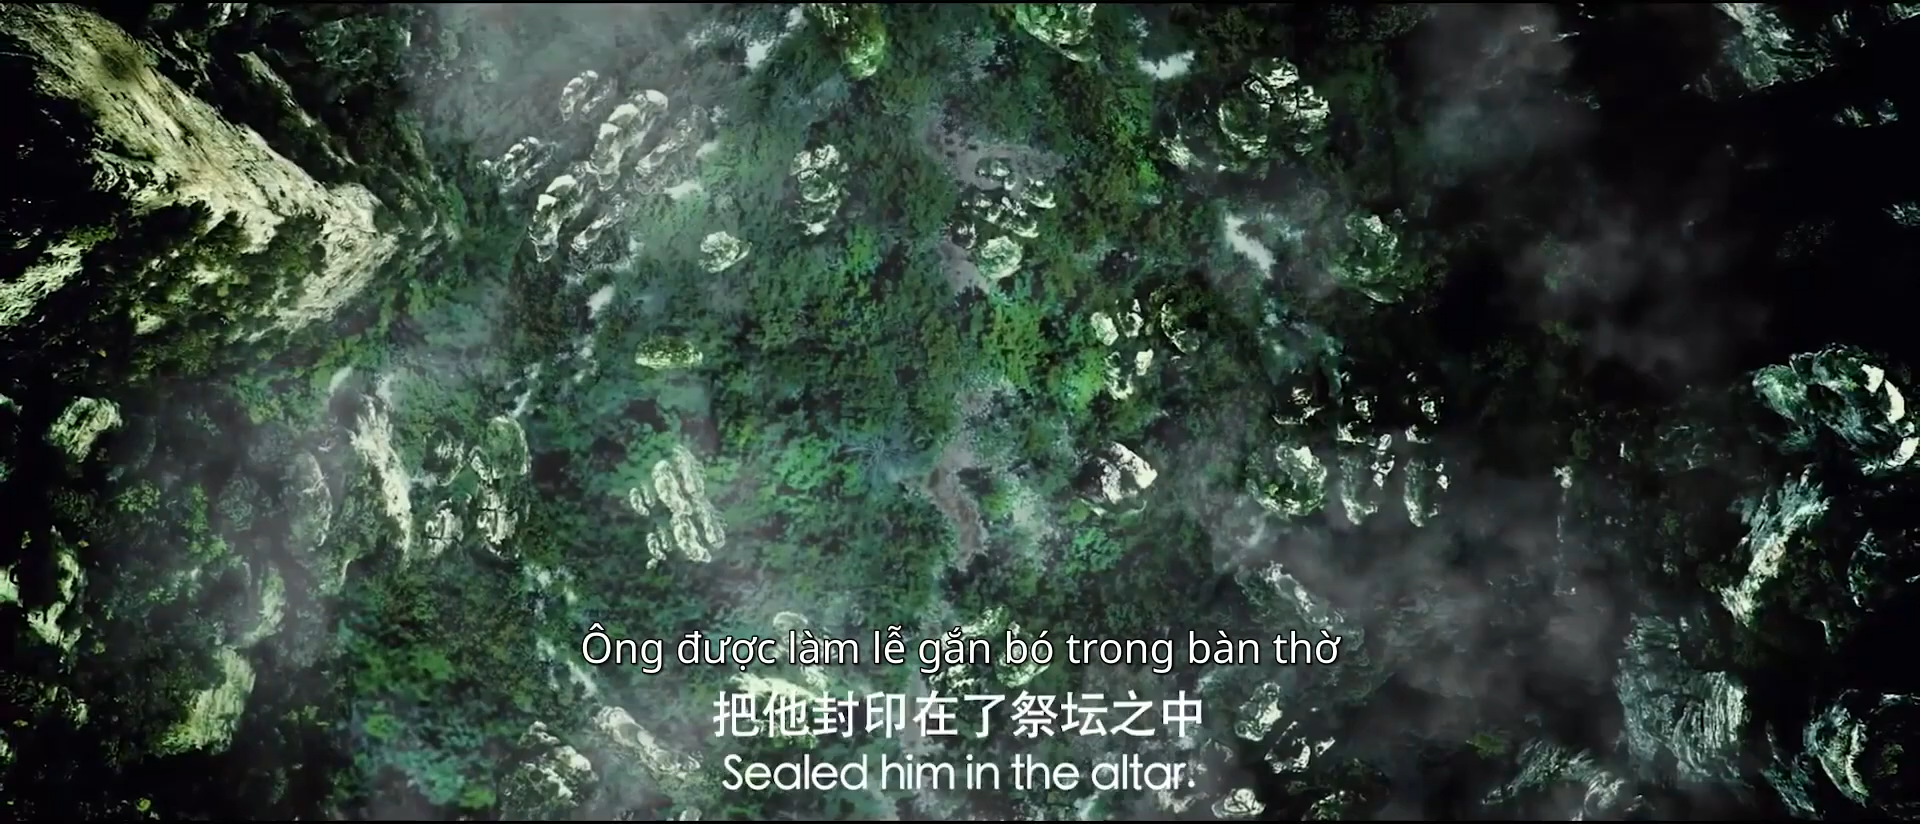 Ông được làm lễ gắn bó trong bàn thờ
把他封印在了祭坛之中
Sealed him in the altar.